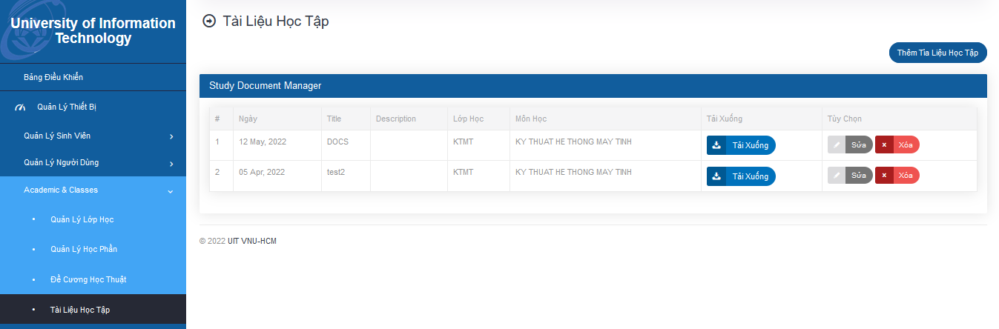 University of Information
Technology
Bảng Điều Khiển
Quản Lý Thiết Bị
Quản Lý Sinh Viên
Quản Lý Người Dùng
Academic & Classes
Quản Lý Lớp Học
Quản Lý Học Phần
Đề Cương Học Thuật
Tài Liệu Học Tập
Tài Liệu Học Tập
Thêm Tìa Liệu Học Tập
Study Document Manager
# Ngày Title Description Lớp Học Môn Học Tải Xuống Tùy Chọn
1 12 May, 2022 DOCS KTMT KY THUAT HE THONG MAY TINH Tải Xuống Sửa Xóa
2 05 Apr, 2022 test2 KTMT KY THUAT HE THONG MAY TINH Tải Xuống Sửa Xóa
© 2022 UIT VNU-HCM